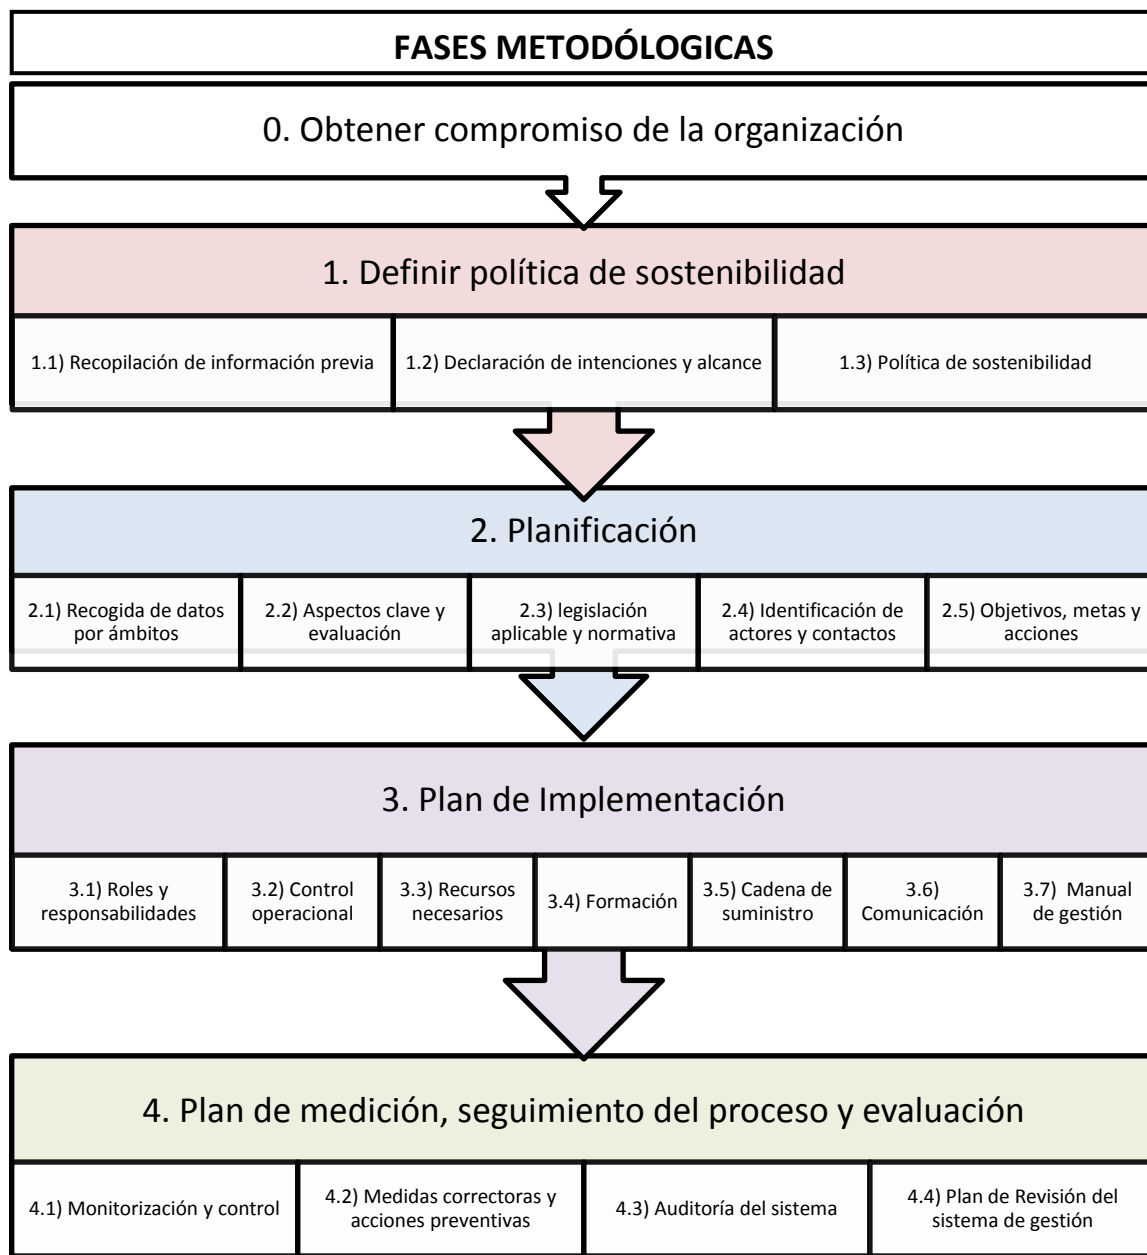 FASES METODÓLOGICAS
0. Obtener compromiso de la organización
1. Definir política de sostenibilidad
1.1) Recopilación de información previa
1.2) Declaración de intenciones y alcance
1.3) Política de sostenibilidad
2. Planificación
2.1) Recogida de datos
por ámbitos
2.2) Aspectos clave y
evaluación
2.3) legislación
aplicable y normativa
2.4) Identificación de
actores y contactos
2.5) Objetivos, metas y
acciones
3. Plan de Implementación
3.1) Roles y
responsabilidades
3.2) Control
operacional
3.3) Recursos
necesarios
3.4) Formación
3.5) Cadena de
suministro
3.6)
Comunicación
3.7) Manual
de gestión
4. Plan de medición, seguimiento del proceso y evaluación
4.1) Monitorización y control
4.2) Medidas correctoras y
acciones preventivas
4.3) Auditoría del sistema
4.4) Plan de Revisión del
sistema de gestión